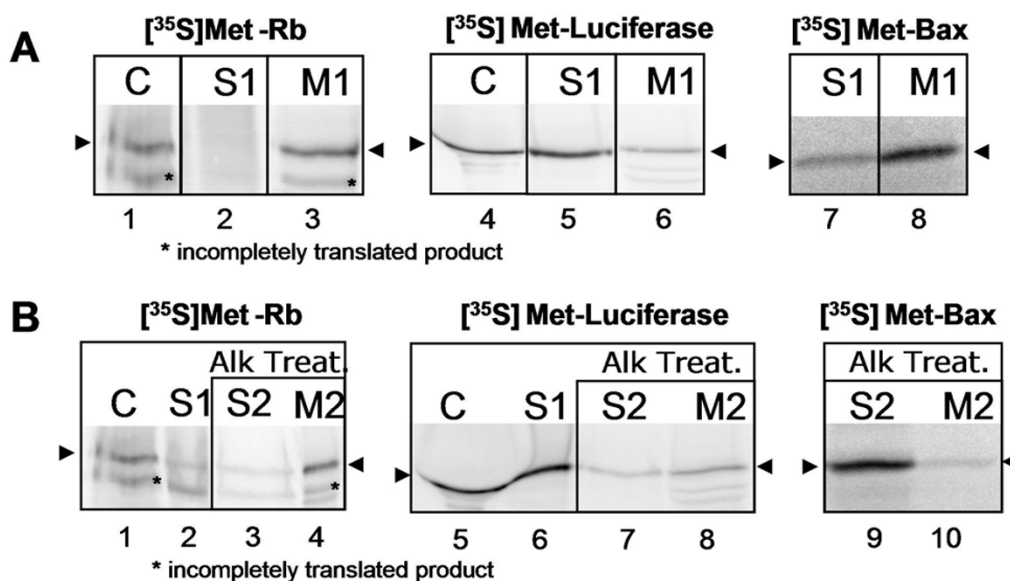 A
[³⁵S]Met -Rb [³⁵S] Met-Luciferase [³⁵S] Met-Bax
C S1 M1 C S1 M1 S1 M1
* *
1 2 3 4 5 6 7 8
* incompletely translated product
B
[³⁵S]Met -Rb [³⁵S] Met-Luciferase [³⁵S] Met-Bax
Alk Treat. Alk Treat. Alk Treat.
C S1 S2 M2 C S1 S2 M2 S2 M2
* *
1 2 3 4 5 6 7 8 9 10
* incompletely translated product